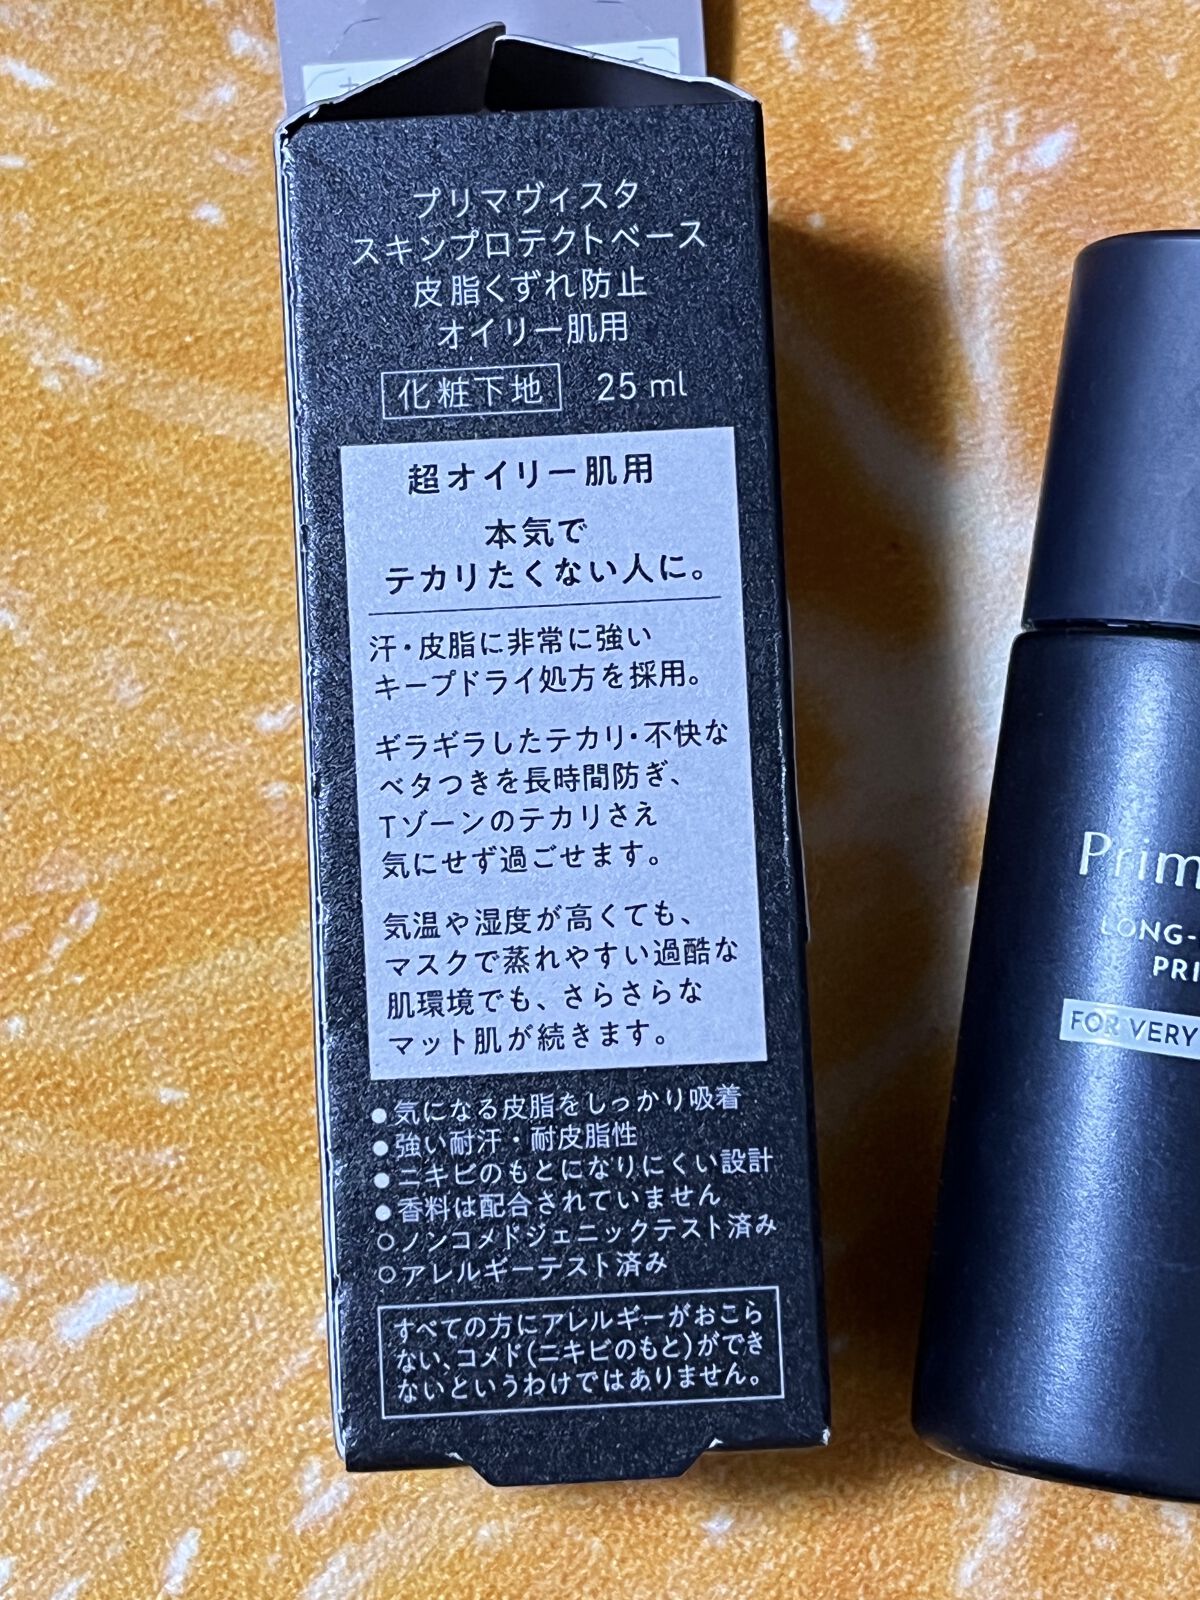 プリマヴィスタ
スキンプロテクトベース
皮脂くずれ防止
オイリー肌用
化粧下地 25 ml
超オイリー肌用
本気で
テカリたくない人に。
汗・皮脂に非常に強い
キープドライ処方を採用。
ギラギラしたテカリ・不快な
ベタつきを長時間防ぎ、
Tゾーンのテカリさえ
気にせず過ごせます。
気温や湿度が高くても、
マスクで蒸れやすい過酷な
肌環境でも、さらさらな
マット肌が続きます。
●気になる皮脂をしっかり吸着
●強い耐汗・耐皮脂性
●ニキビのもとになりにくい設計
●香料は配合されていません
○ノンコメドジェニックテスト済み
○アレルギーテスト済み
すべての方にアレルギーがおこら
ない、コメド(ニキビのもと)ができ
ないというわけではありません。
Prim
LONG-
PRI
FOR VERY